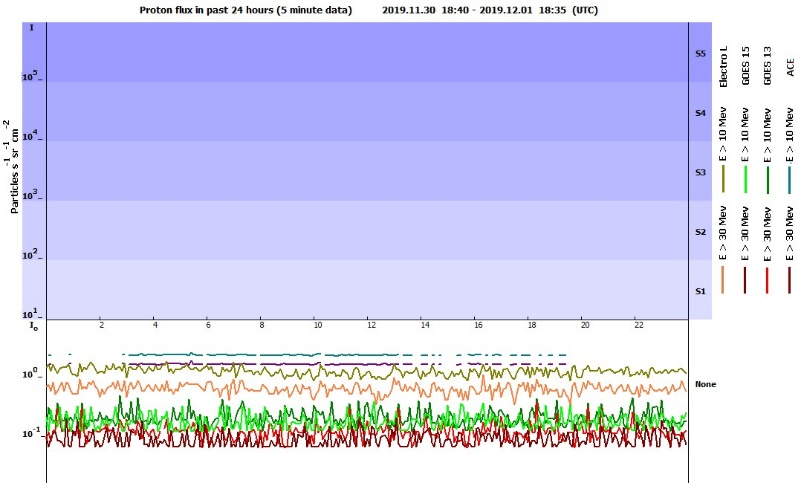 Proton flux in past 24 hours (5 minute data) 2019.11.30 18:40 - 2019.12.01 18:35 (UTC)
I
10^5
10^4
10^3
10^2
10^1
I₀
10^0
10^-1
Particles s^-1 sr^-1 cm^-2
2 4 6 8 10 12 14 16 18 20 22
S5
S4
S3
S2
S1
None
Electro L
GOES 15
GOES 13
ACE
E > 10 Mev
E > 10 Mev
E > 10 Mev
E > 10 Mev
E > 30 Mev
E > 30 Mev
E > 30 Mev
E > 30 Mev